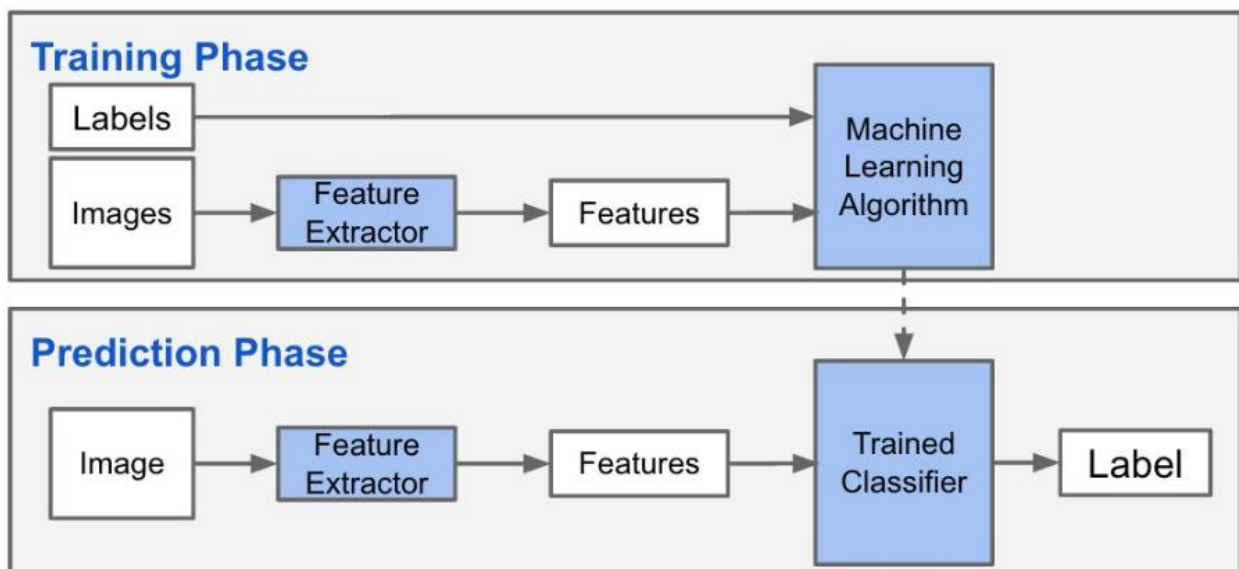 Training Phase
Labels
Images
Feature
Extractor
Features
Machine
Learning
Algorithm
Prediction Phase
Image
Feature
Extractor
Features
Trained
Classifier
Label